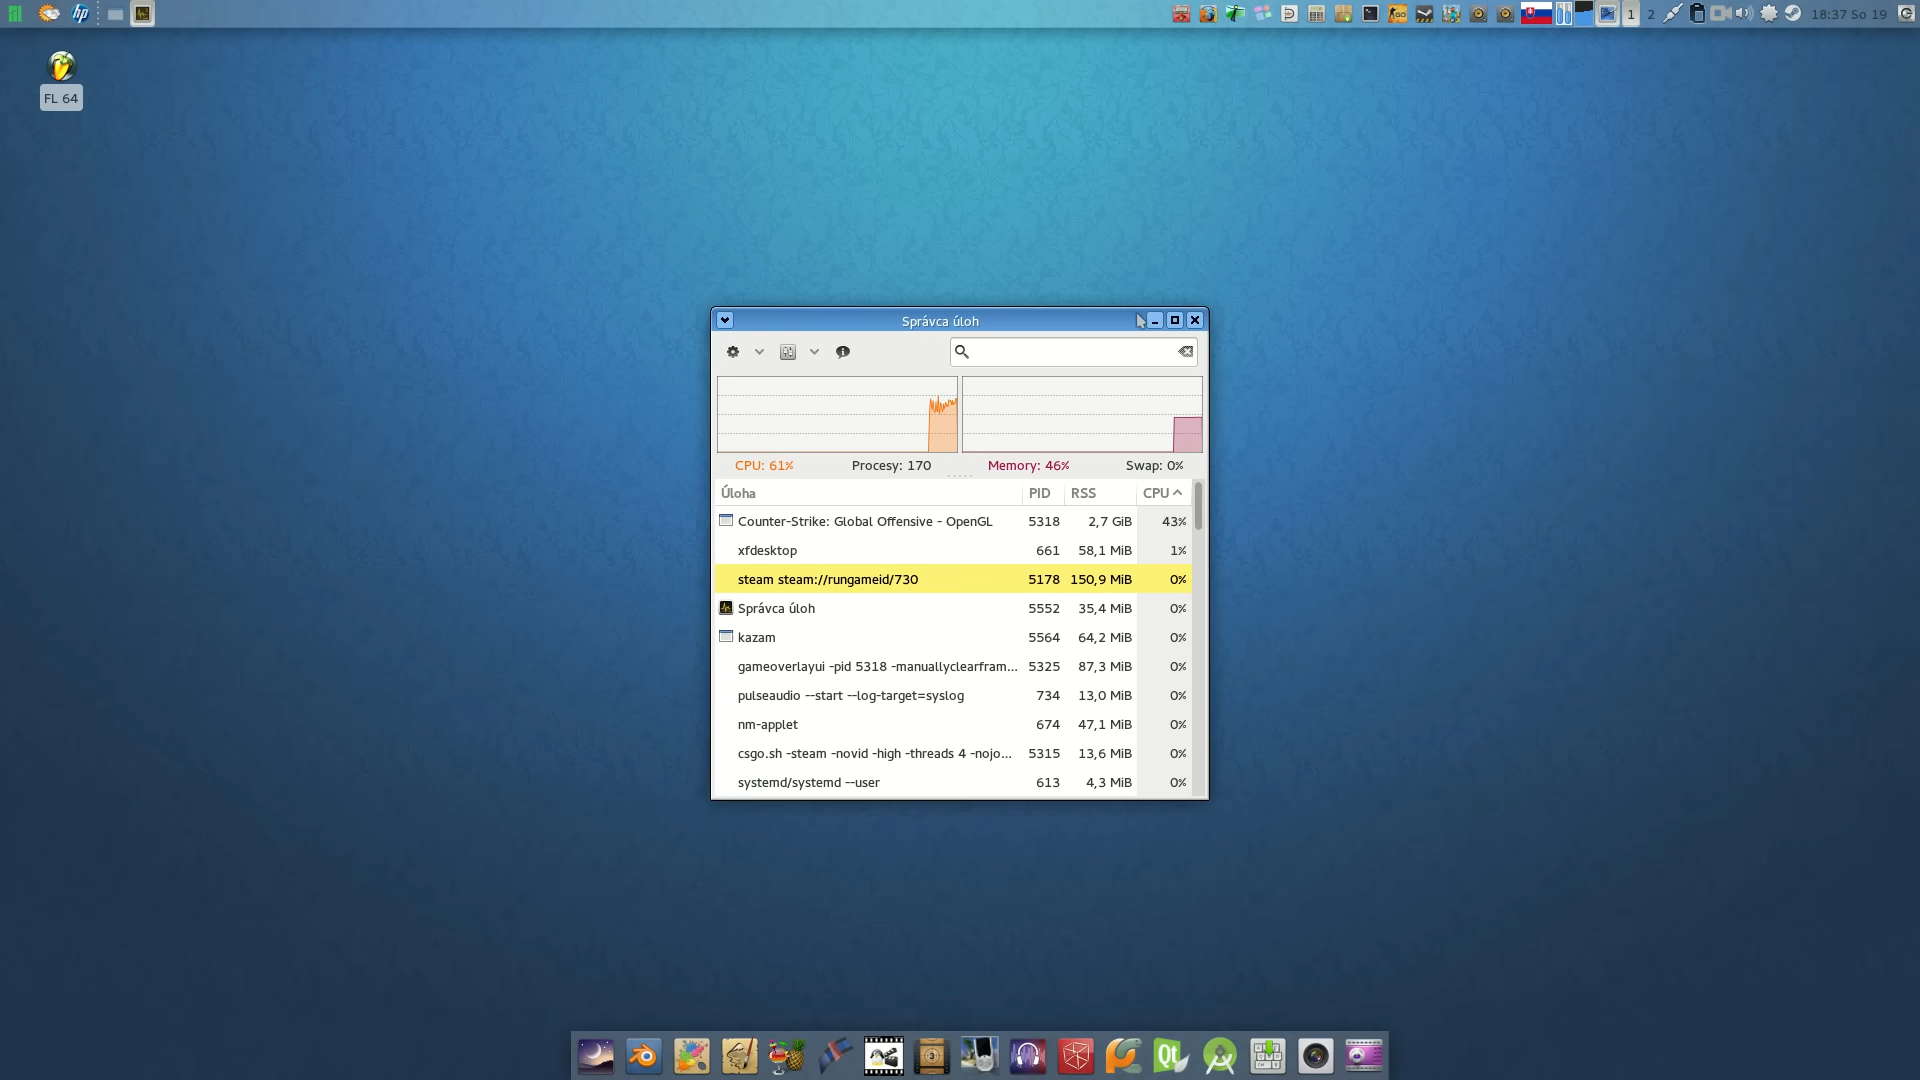 hp
1 2 18:37 So 19
FL 64
Správca úloh
CPU: 61% Procesy: 170 Memory: 46% Swap: 0%
Úloha PID RSS CPU
Counter-Strike: Global Offensive - OpenGL 5318 2,7 GiB 43%
xfdesktop 661 58,1 MiB 1%
steam steam://rungameid/730 5178 150,9 MiB 0%
Správca úloh 5552 35,4 MiB 0%
kazam 5564 64,2 MiB 0%
gameoverlayui -pid 5318 -manuallyclearfram... 5325 87,3 MiB 0%
pulseaudio --start --log-target=syslog 734 13,0 MiB 0%
nm-applet 674 47,1 MiB 0%
csgo.sh -steam -novid -high -threads 4 -nojo... 5315 13,6 MiB 0%
systemd/systemd --user 613 4,3 MiB 0%
3 Qt